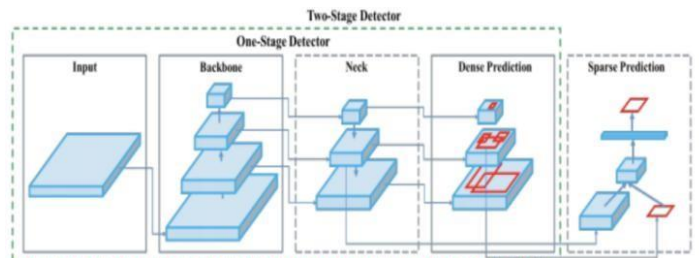 Two-Stage Detector
One-Stage Detector
Input
Backbone
Neck
Dense Prediction
Sparse Prediction